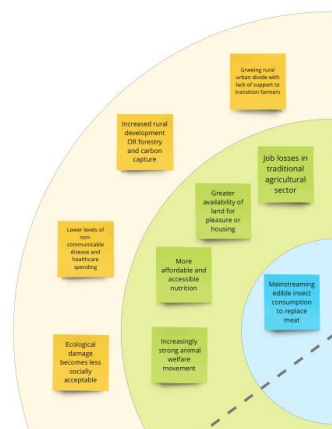 Grweing rural
urban divide with
lack of support to
transition farmers
Increased rural
development
OR forestry
and carbon
capture
Job losses in
traditional
agricultural
sector
Greater
availability of
land for
pleasure or
housing
Lower levels of
non-
communicable
disease and
healthcare
spending
More
affordable and
accessible
nutrition
Mainstreaming
edible insect
consumption
to replace
meat
Ecological
damage
becomes less
socially
acceptable
Increasingly
strong animal
welfare
movement